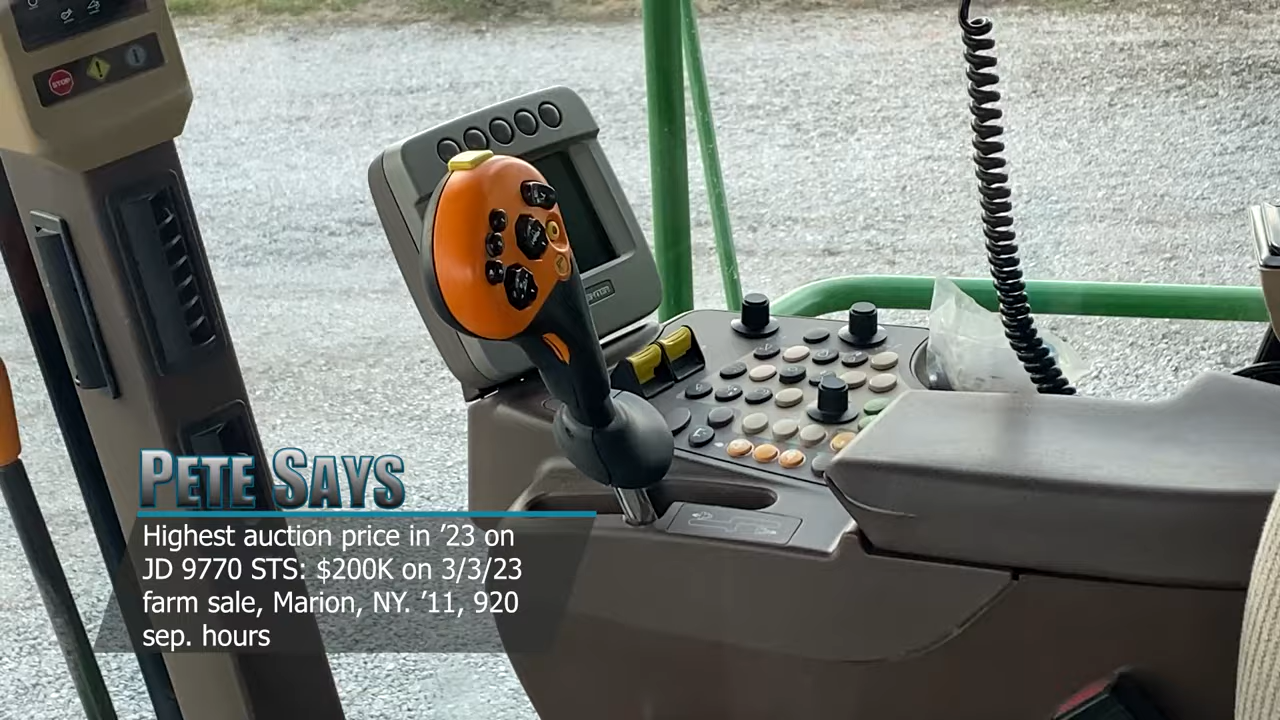 STOP
PETE SAYS
Highest auction price in ’23 on
JD 9770 STS: $200K on 3/3/23
farm sale, Marion, NY. ’11, 920
sep. hours